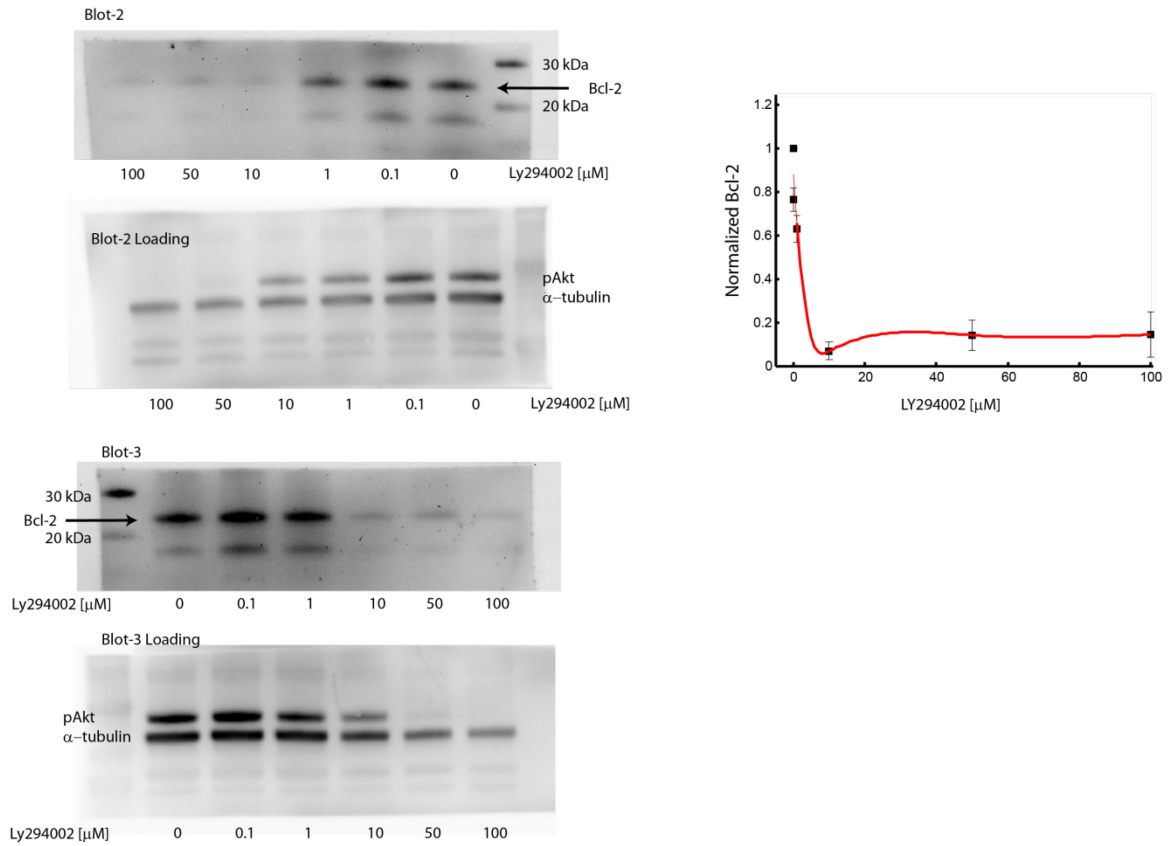 Blot-2
30 kDa
Bcl-2
20 kDa
100 50 10 1 0.1 0 Ly294002 [μM]
Blot-2 Loading
pAkt
α−tubulin
100 50 10 1 0.1 0 Ly294002 [μM]
Blot-3
30 kDa
Bcl-2
20 kDa
Ly294002 [μM] 0 0.1 1 10 50 100
Blot-3 Loading
pAkt
α−tubulin
Ly294002 [μM] 0 0.1 1 10 50 100
Normalized Bcl-2
1.2
1
0.8
0.6
0.4
0.2
0
0 20 40 60 80 100
LY294002 [μM]